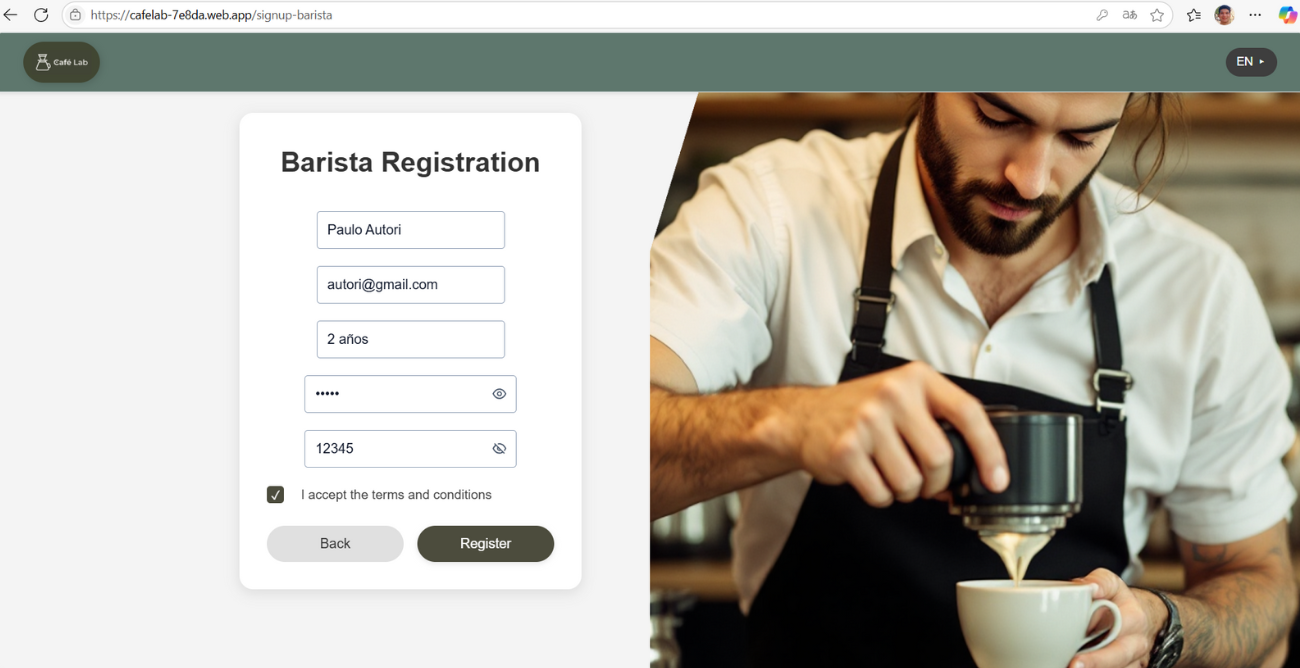 https://cafelab-7e8da.web.app/signup-barista
Café Lab
EN
Barista Registration
Paulo Autori
autori@gmail.com
2 años
•••••
12345
I accept the terms and conditions
Back
Register